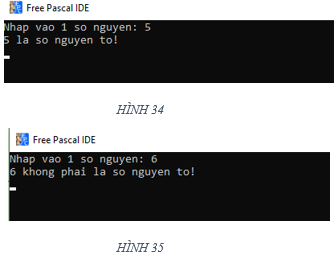 Free Pascal IDE
Nhap vao 1 so nguyen: 5
5 la so nguyen to!
HÌNH 34
Free Pascal IDE
Nhap vao 1 so nguyen: 6
6 khong phai la so nguyen to!
HÌNH 35